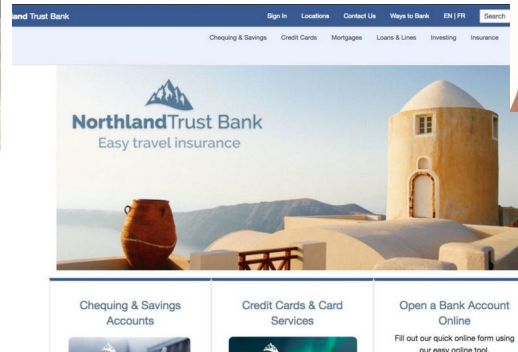 land Trust Bank Sign In Locations Contact Us Ways to Bank EN | FR Search
Chequing & Savings Credit Cards Mortgages Loans & Lines Investing Insurance
NorthlandTrust Bank
Easy travel insurance
Chequing & Savings
Accounts
Credit Cards & Card
Services
Open a Bank Account
Online
Fill out our quick online form using
our easy online tool.